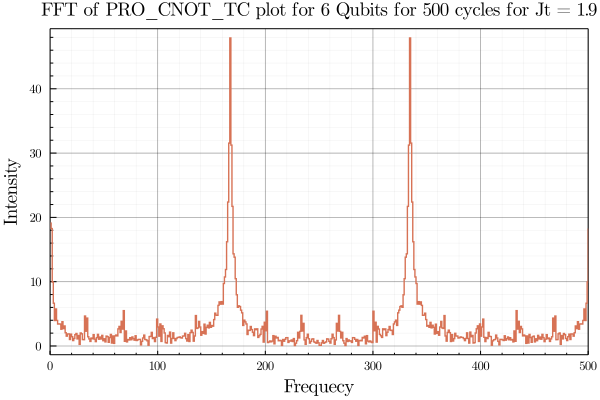 FFT of PRO_CNOT_TC plot for 6 Qubits for 500 cycles for Jt = 1.9
Intensity
40
30
20
10
0
0 100 200 300 400 500
Frequecy